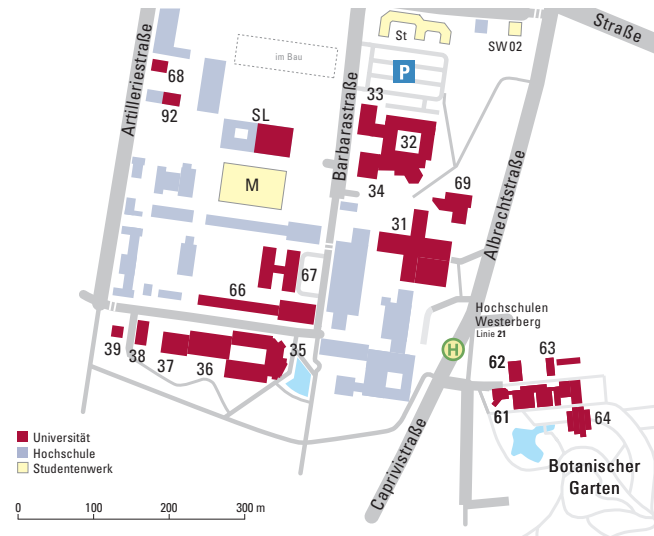 Artilleriestraße
Barbarastraße
Albrechtstraße
Straße
Caprivistraße
St
SW 02
im Bau
P
68
92
SL
33
32
34
M
69
31
67
66
39
38
37
36
35
Hochschulen
Westerberg
Linie 21
H
62
63
61
64
Botanischer
Garten
Universität
Hochschule
Studentenwerk
0 100 200 300 m